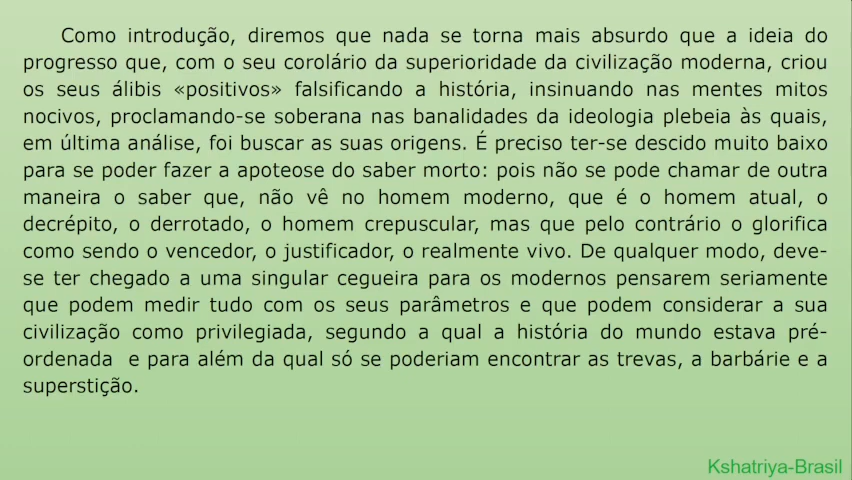 Como introdução, diremos que nada se torna mais absurdo que a ideia do
progresso que, com o seu corolário da superioridade da civilização moderna, criou
os seus álibis «positivos» falsificando a história, insinuando nas mentes mitos
nocivos, proclamando-se soberana nas banalidades da ideologia plebeia às quais,
em última análise, foi buscar as suas origens. É preciso ter-se descido muito baixo
para se poder fazer a apoteose do saber morto: pois não se pode chamar de outra
maneira o saber que, não vê no homem moderno, que é o homem atual, o
decrépito, o derrotado, o homem crepuscular, mas que pelo contrário o glorifica
como sendo o vencedor, o justificador, o realmente vivo. De qualquer modo, deve-
se ter chegado a uma singular cegueira para os modernos pensarem seriamente
que podem medir tudo com os seus parâmetros e que podem considerar a sua
civilização como privilegiada, segundo a qual a história do mundo estava pré-
ordenada e para além da qual só se poderiam encontrar as trevas, a barbárie e a
superstição.
Kshatriya-Brasil